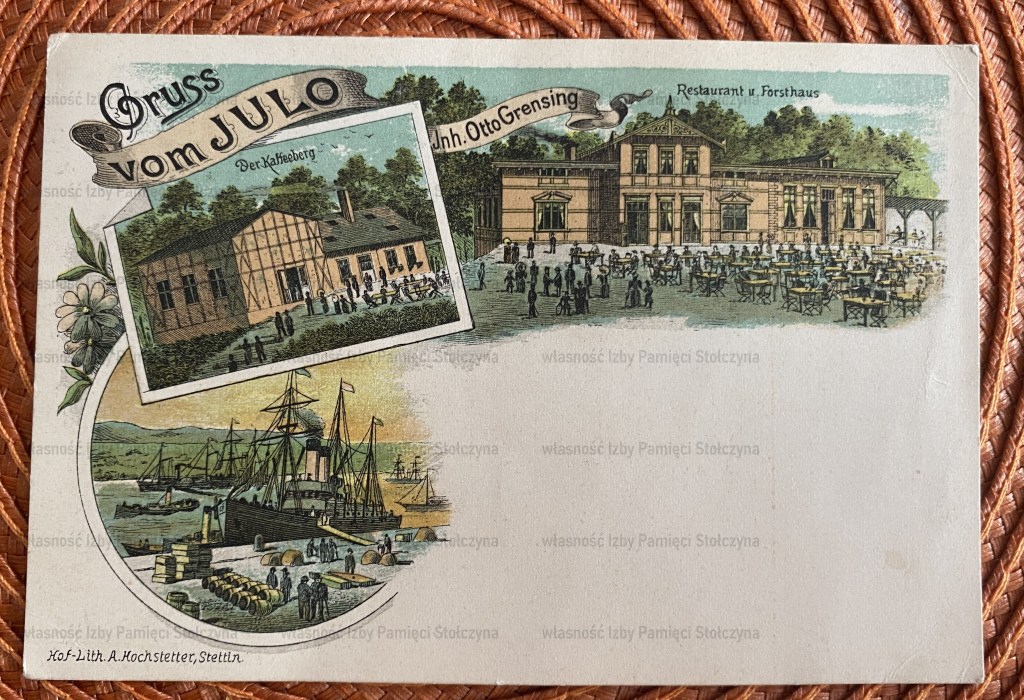 Gruss
vom JULO
Jnh. Otto Grensing
Restaurant u. Forsthaus
Der Kaffeeberg
Hof-Lith. A. Hochstetter, Stettin.
własność Izby Pamięci Stołczyna